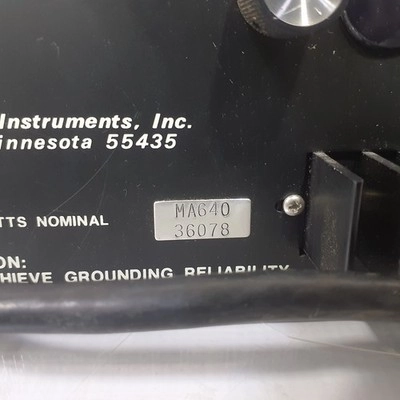 Instruments, Inc.
innesota 55435
TTS NOMINAL
MA640
36078
ON:
HIEVE GROUNDING RELIABILITY